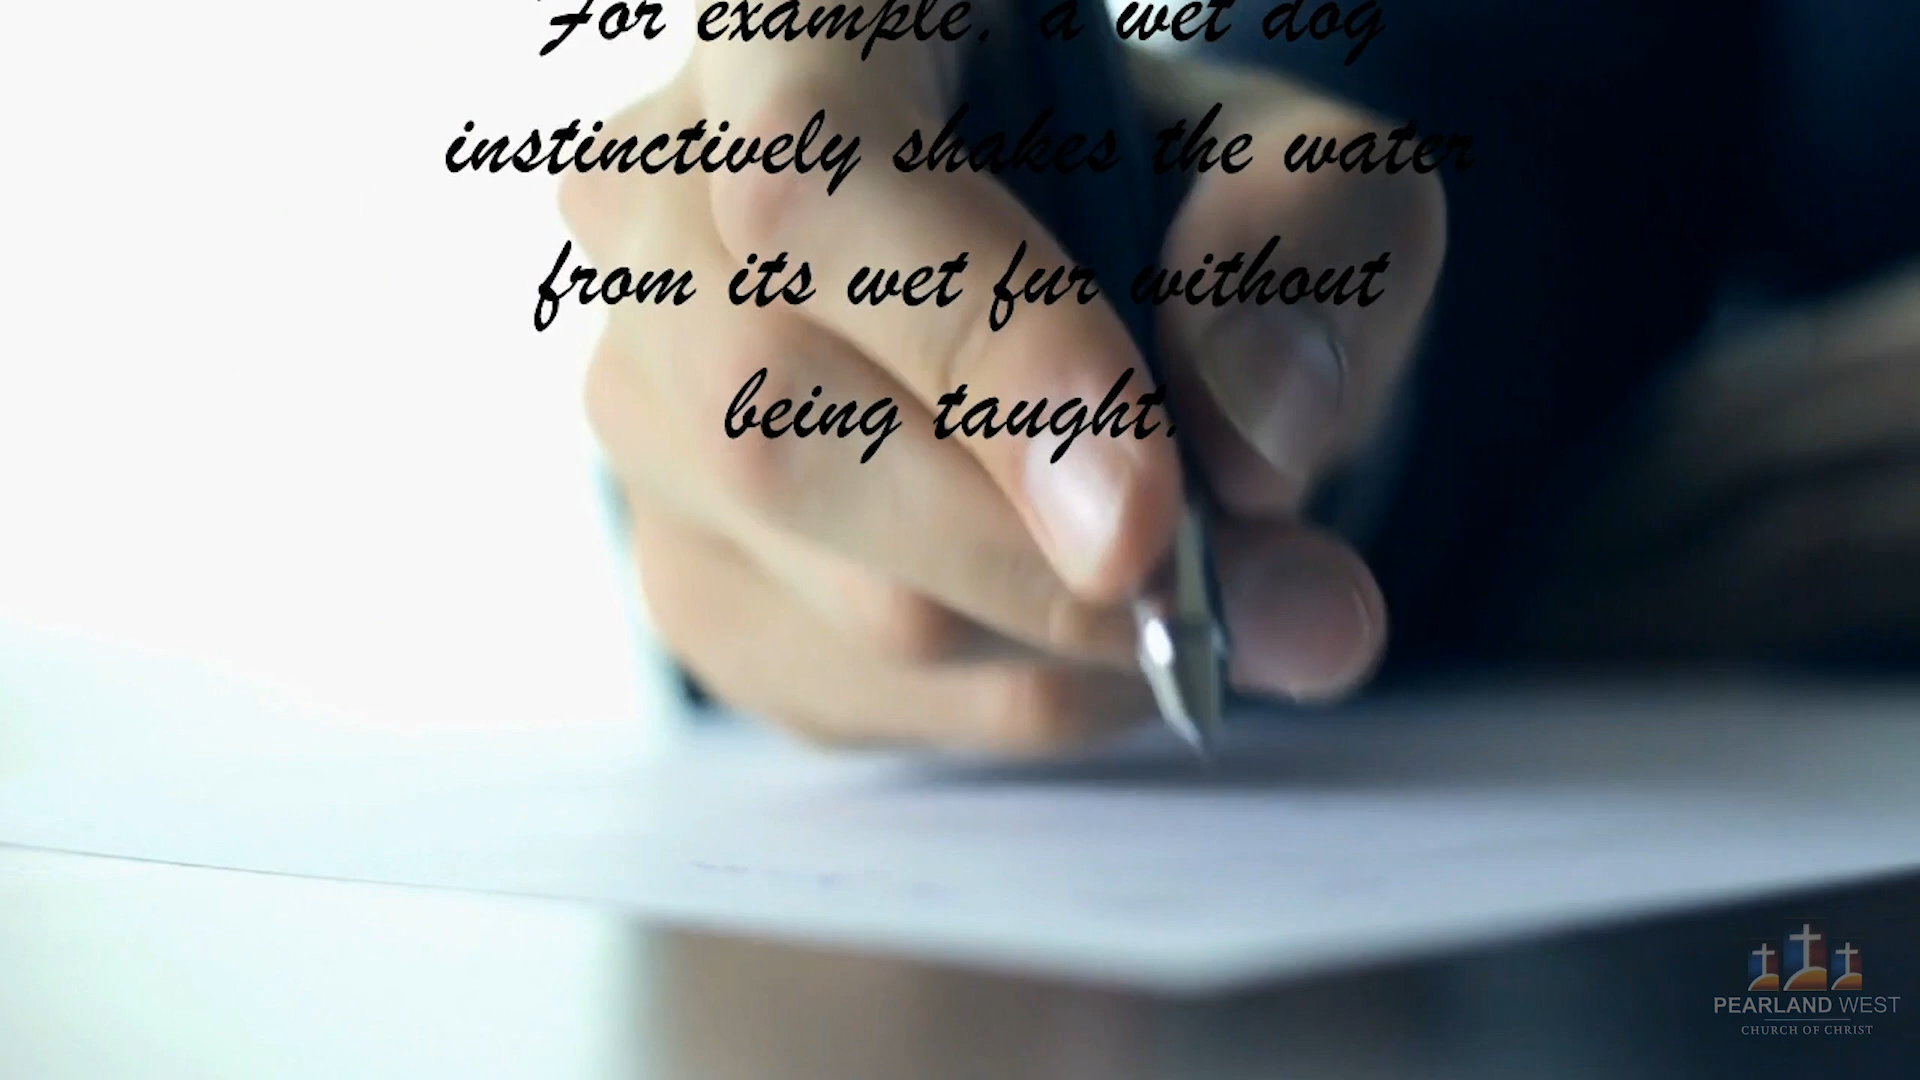 For example, a wet dog
instinctively shakes the water
from its wet fur without
being taught.
PEARLAND WEST
CHURCH OF CHRIST